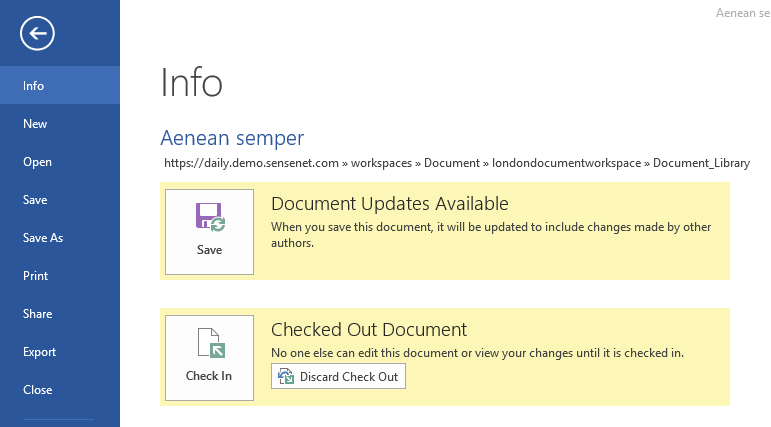 Aenean se
Info
Info
New
Aenean semper
Open
https://daily.demo.sensenet.com » workspaces » Document » londondocumentworkspace » Document_Library
Save
Document Updates Available
When you save this document, it will be updated to include changes made by other
authors.
Save
Save As
Print
Share
Checked Out Document
No one else can edit this document or view your changes until it is checked in.
Check In
Discard Check Out
Export
Close